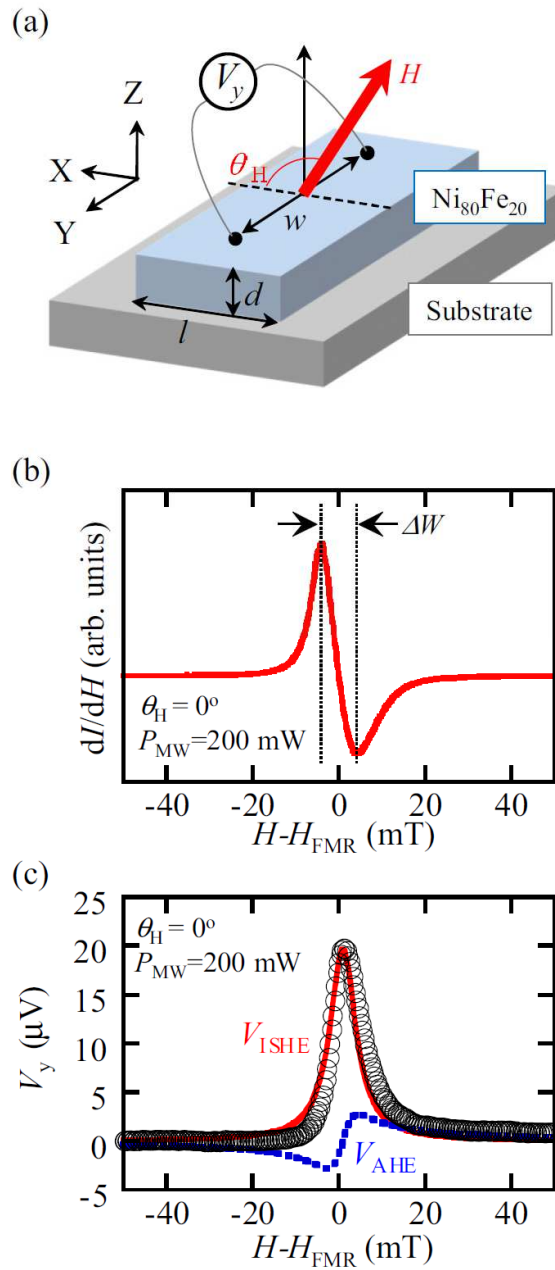 (a)
V_y
H
Z
X
Y
θ_H
w
Ni80Fe20
d
l
Substrate
(b)
ΔW
dI/dH (arb. units)
θ_H = 0°
P_MW=200 mW
-40 -20 0 20 40
H-H_FMR (mT)
(c)
25
20
15
10
5
0
-5
V_y (μV)
θ_H = 0°
P_MW=200 mW
V_ISHE
V_AHE
-40 -20 0 20 40
H-H_FMR (mT)